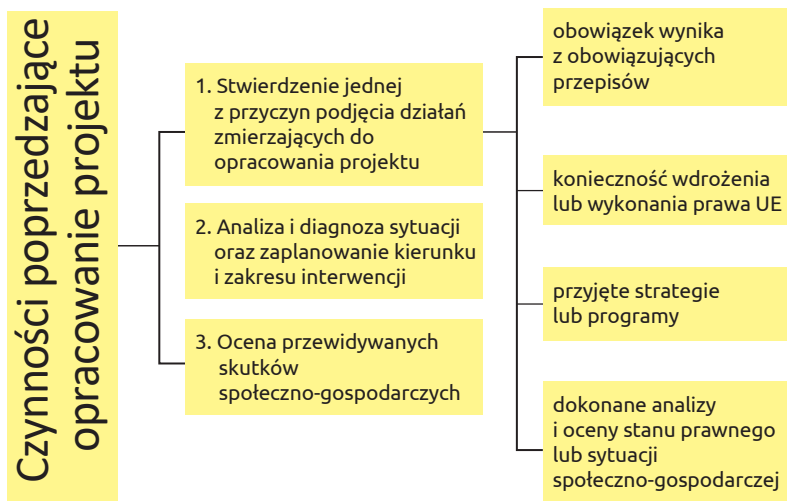 Czynności poprzedzające
opracowanie projektu
1. Stwierdzenie jednej
z przyczyn podjęcia działań
zmierzających do
opracowania projektu
2. Analiza i diagnoza sytuacji
oraz zaplanowanie kierunku
i zakresu interwencji
3. Ocena przewidywanych
skutków
społeczno-gospodarczych
obowiązek wynika
z obowiązujących
przepisów
konieczność wdrożenia
lub wykonania prawa UE
przyjęte strategie
lub programy
dokonane analizy
i oceny stanu prawnego
lub sytuacji
społeczno-gospodarczej